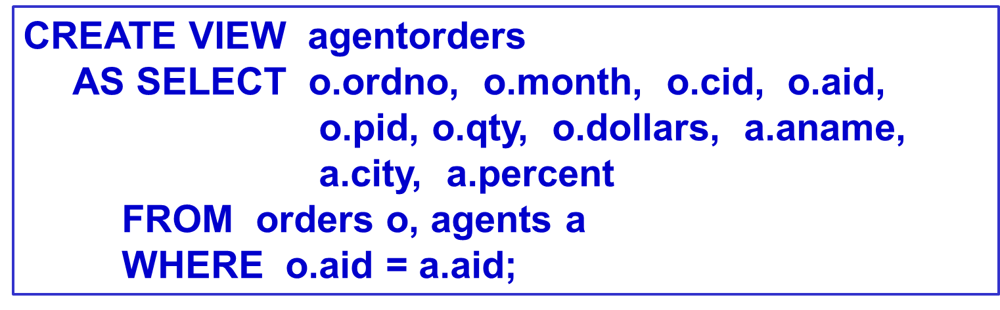 CREATE VIEW agentorders
AS SELECT o.ordno, o.month, o.cid, o.aid,
o.pid, o.qty, o.dollars, a.aname,
a.city, a.percent
FROM orders o, agents a
WHERE o.aid = a.aid;